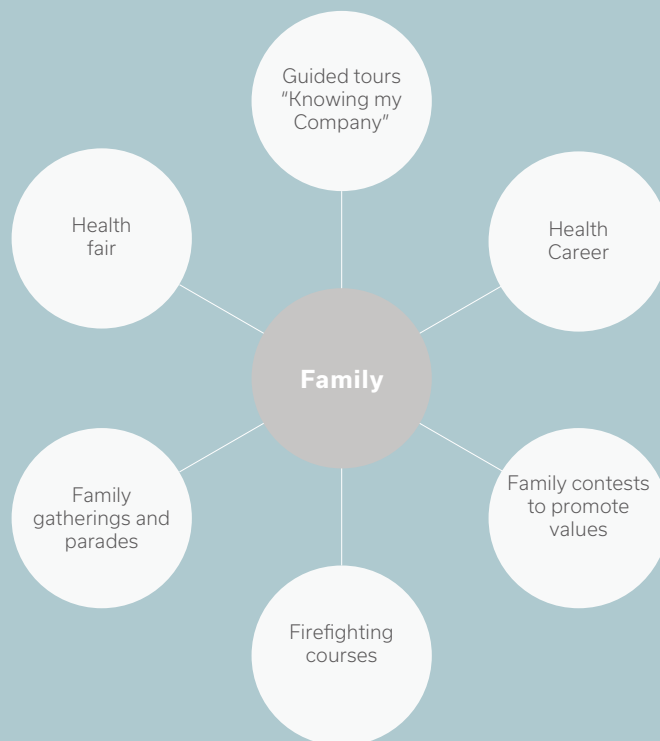 Guided tours
“Knowing my
Company”
Health
fair
Health
Career
Family
Family
gatherings and
parades
Family contests
to promote
values
Firefighting
courses